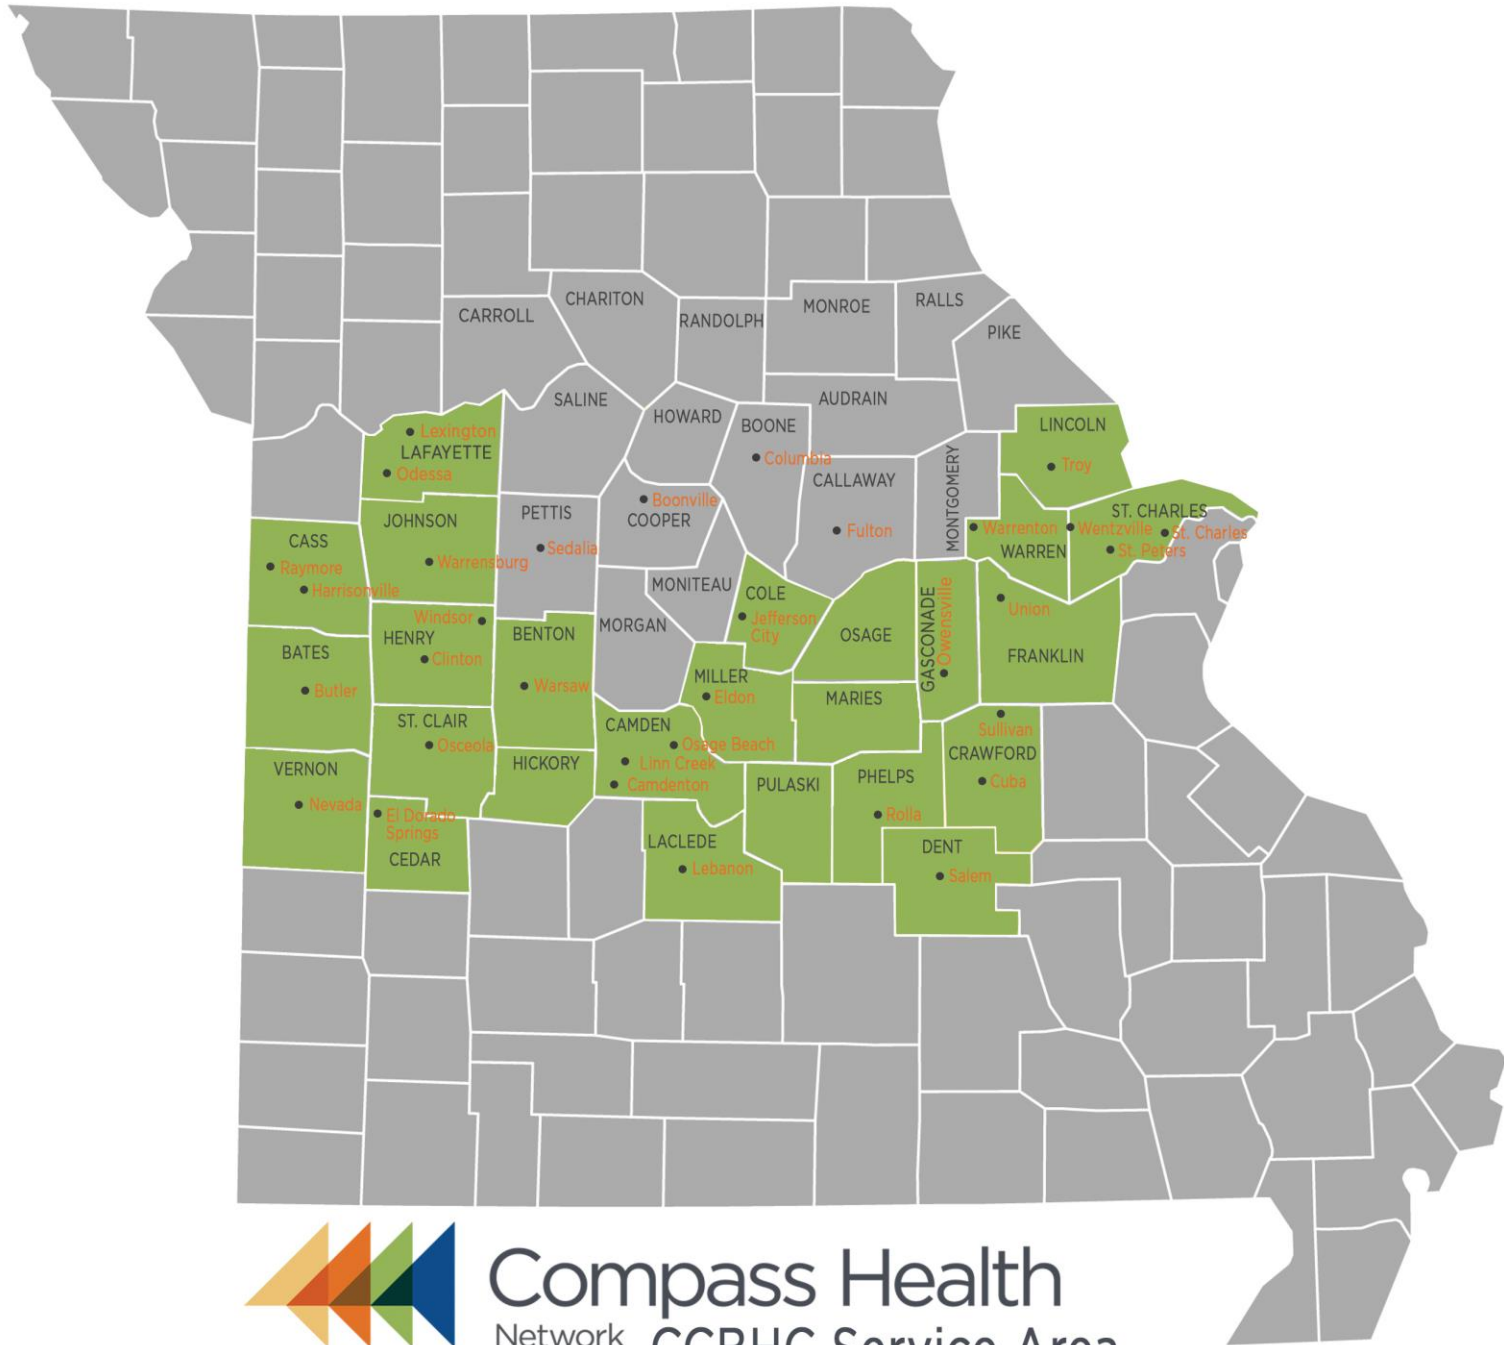 CHARITON
CARROLL
RANDOLPH
MONROE
RALLS
PIKE
SALINE
HOWARD
BOONE
AUDRAIN
LINCOLN
Lexington
LAFAYETTE
Odessa
Columbia
Troy
CALLAWAY
MONTGOMERY
Boonville
COOPER
JOHNSON
PETTIS
ST. CHARLES
Fulton
Warrenton
Wentzville
St. Charles
CASS
Sedalia
WARREN
St. Peters
Raymore
Warrensburg
Harrisonville
MONITEAU
COLE
Windsor
BENTON
MORGAN
Jefferson
City
OSAGE
GASCONADE
Owensville
Union
HENRY
BATES
Clinton
FRANKLIN
Butler
Warsaw
MILLER
Eldon
MARIES
ST. CLAIR
CAMDEN
Sullivan
Osceola
Osage Beach
CRAWFORD
VERNON
HICKORY
Linn Creek
Camdenton
PULASKI
PHELPS
Cuba
Nevada
El Dorado
Springs
Rolla
CEDAR
LACLEDE
Lebanon
DENT
Salem
Compass Health
Network CCBHC Service Area